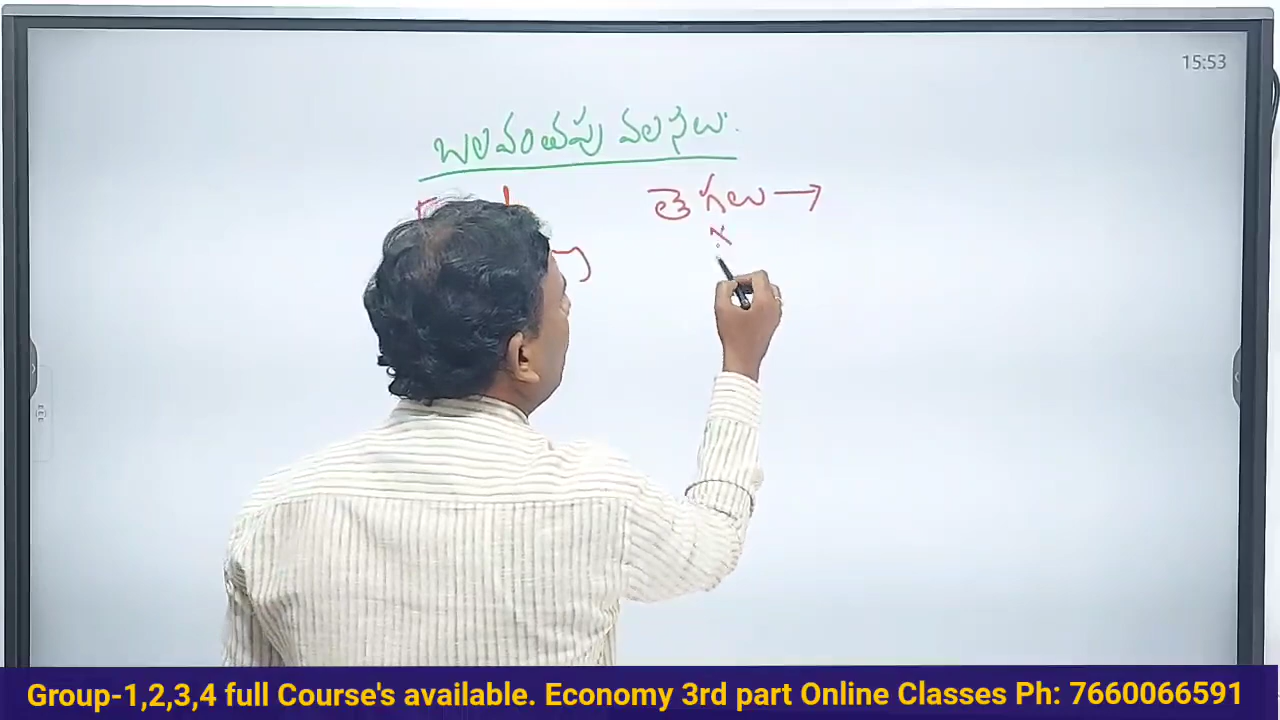 15:53
బలవంతపు వలసలు.
తెగలు →
×
Group-1,2,3,4 full Course's available. Economy 3rd part Online Classes Ph: 7660066591